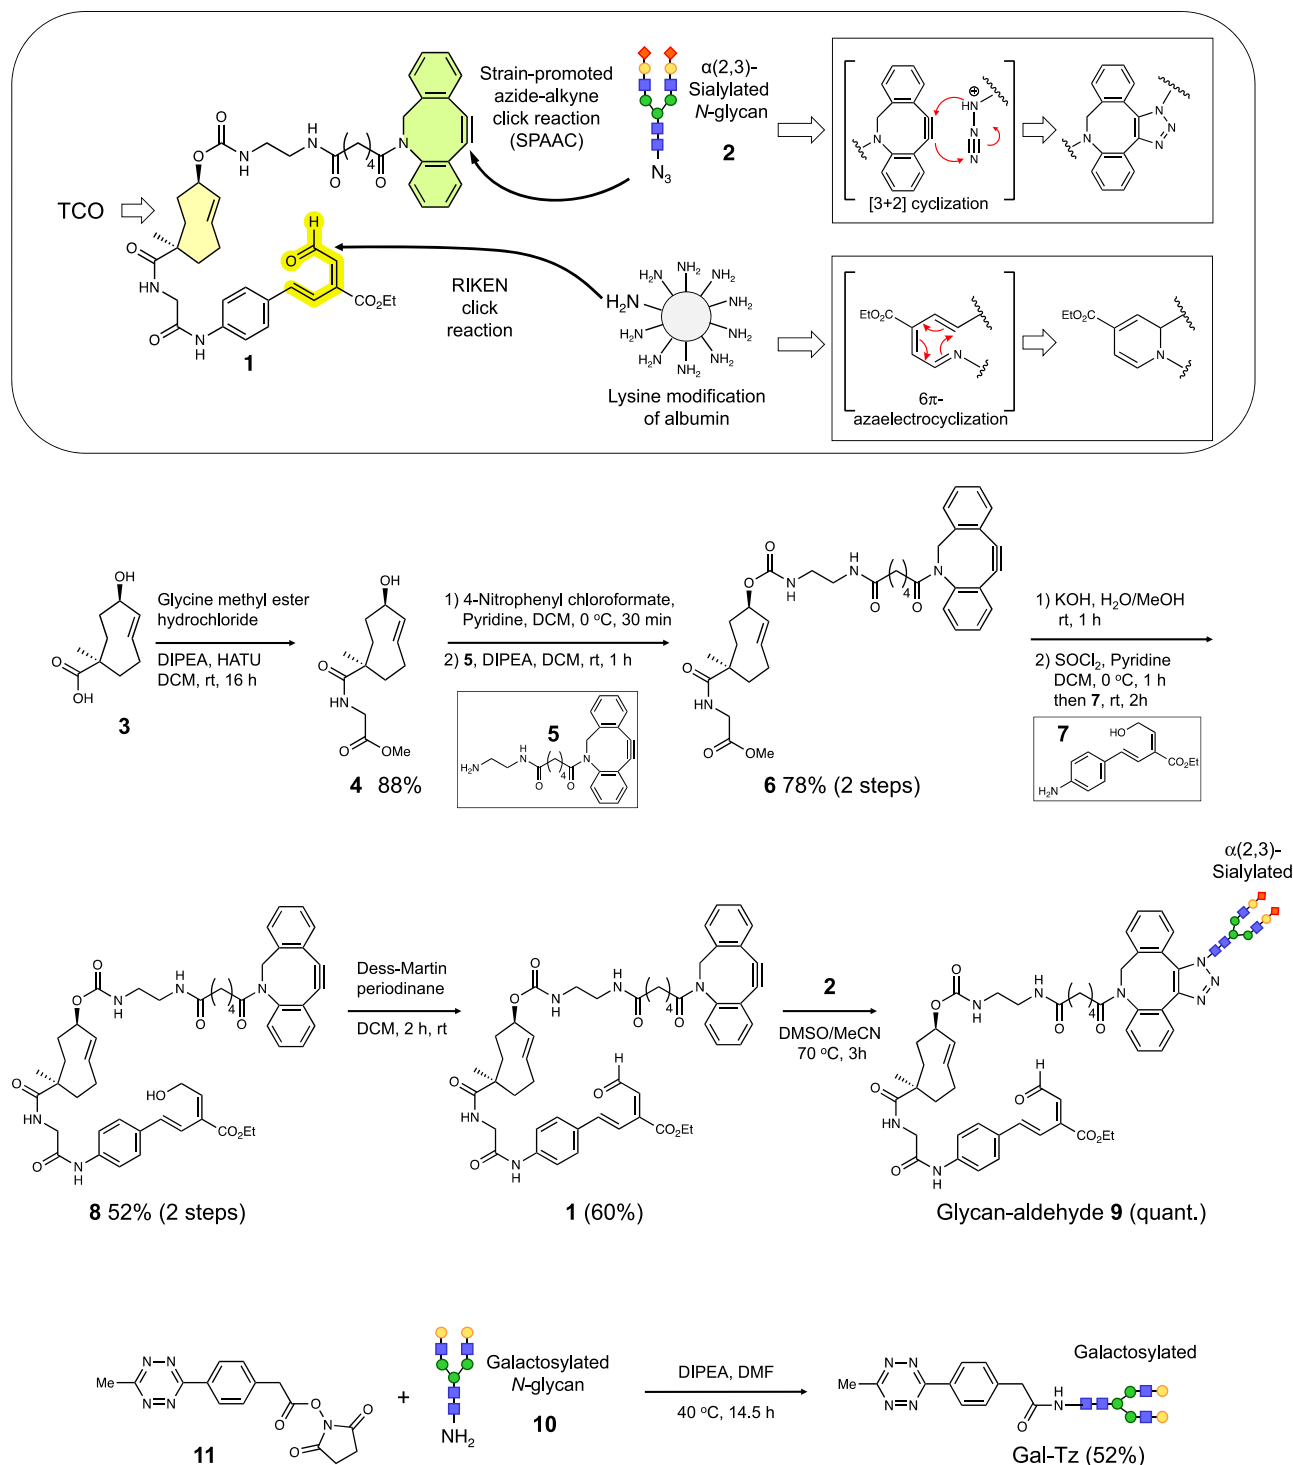 Strain-promoted
azide-alkyne
click reaction
(SPAAC)
α(2,3)-
Sialylated
N-glycan
2
N3
[3+2] cyclization
TCO
1
RIKEN
click
reaction
Lysine modification
of albumin
6π-
azaelectrocyclization
3
Glycine methyl ester
hydrochloride
DIPEA, HATU
DCM, rt, 16 h
4 88%
1) 4-Nitrophenyl chloroformate,
Pyridine, DCM, 0 °C, 30 min
2) 5, DIPEA, DCM, rt, 1 h
5
6 78% (2 steps)
1) KOH, H2O/MeOH
rt, 1 h
2) SOCl2, Pyridine
DCM, 0 °C, 1 h
then 7, rt, 2h
7
8 52% (2 steps)
Dess-Martin
periodinane
DCM, 2 h, rt
1 (60%)
2
DMSO/MeCN
70 °C, 3h
α(2,3)-
Sialylated
Glycan-aldehyde 9 (quant.)
11
+
Galactosylated
N-glycan
10
NH2
DIPEA, DMF
40 °C, 14.5 h
Galactosylated
Gal-Tz (52%)